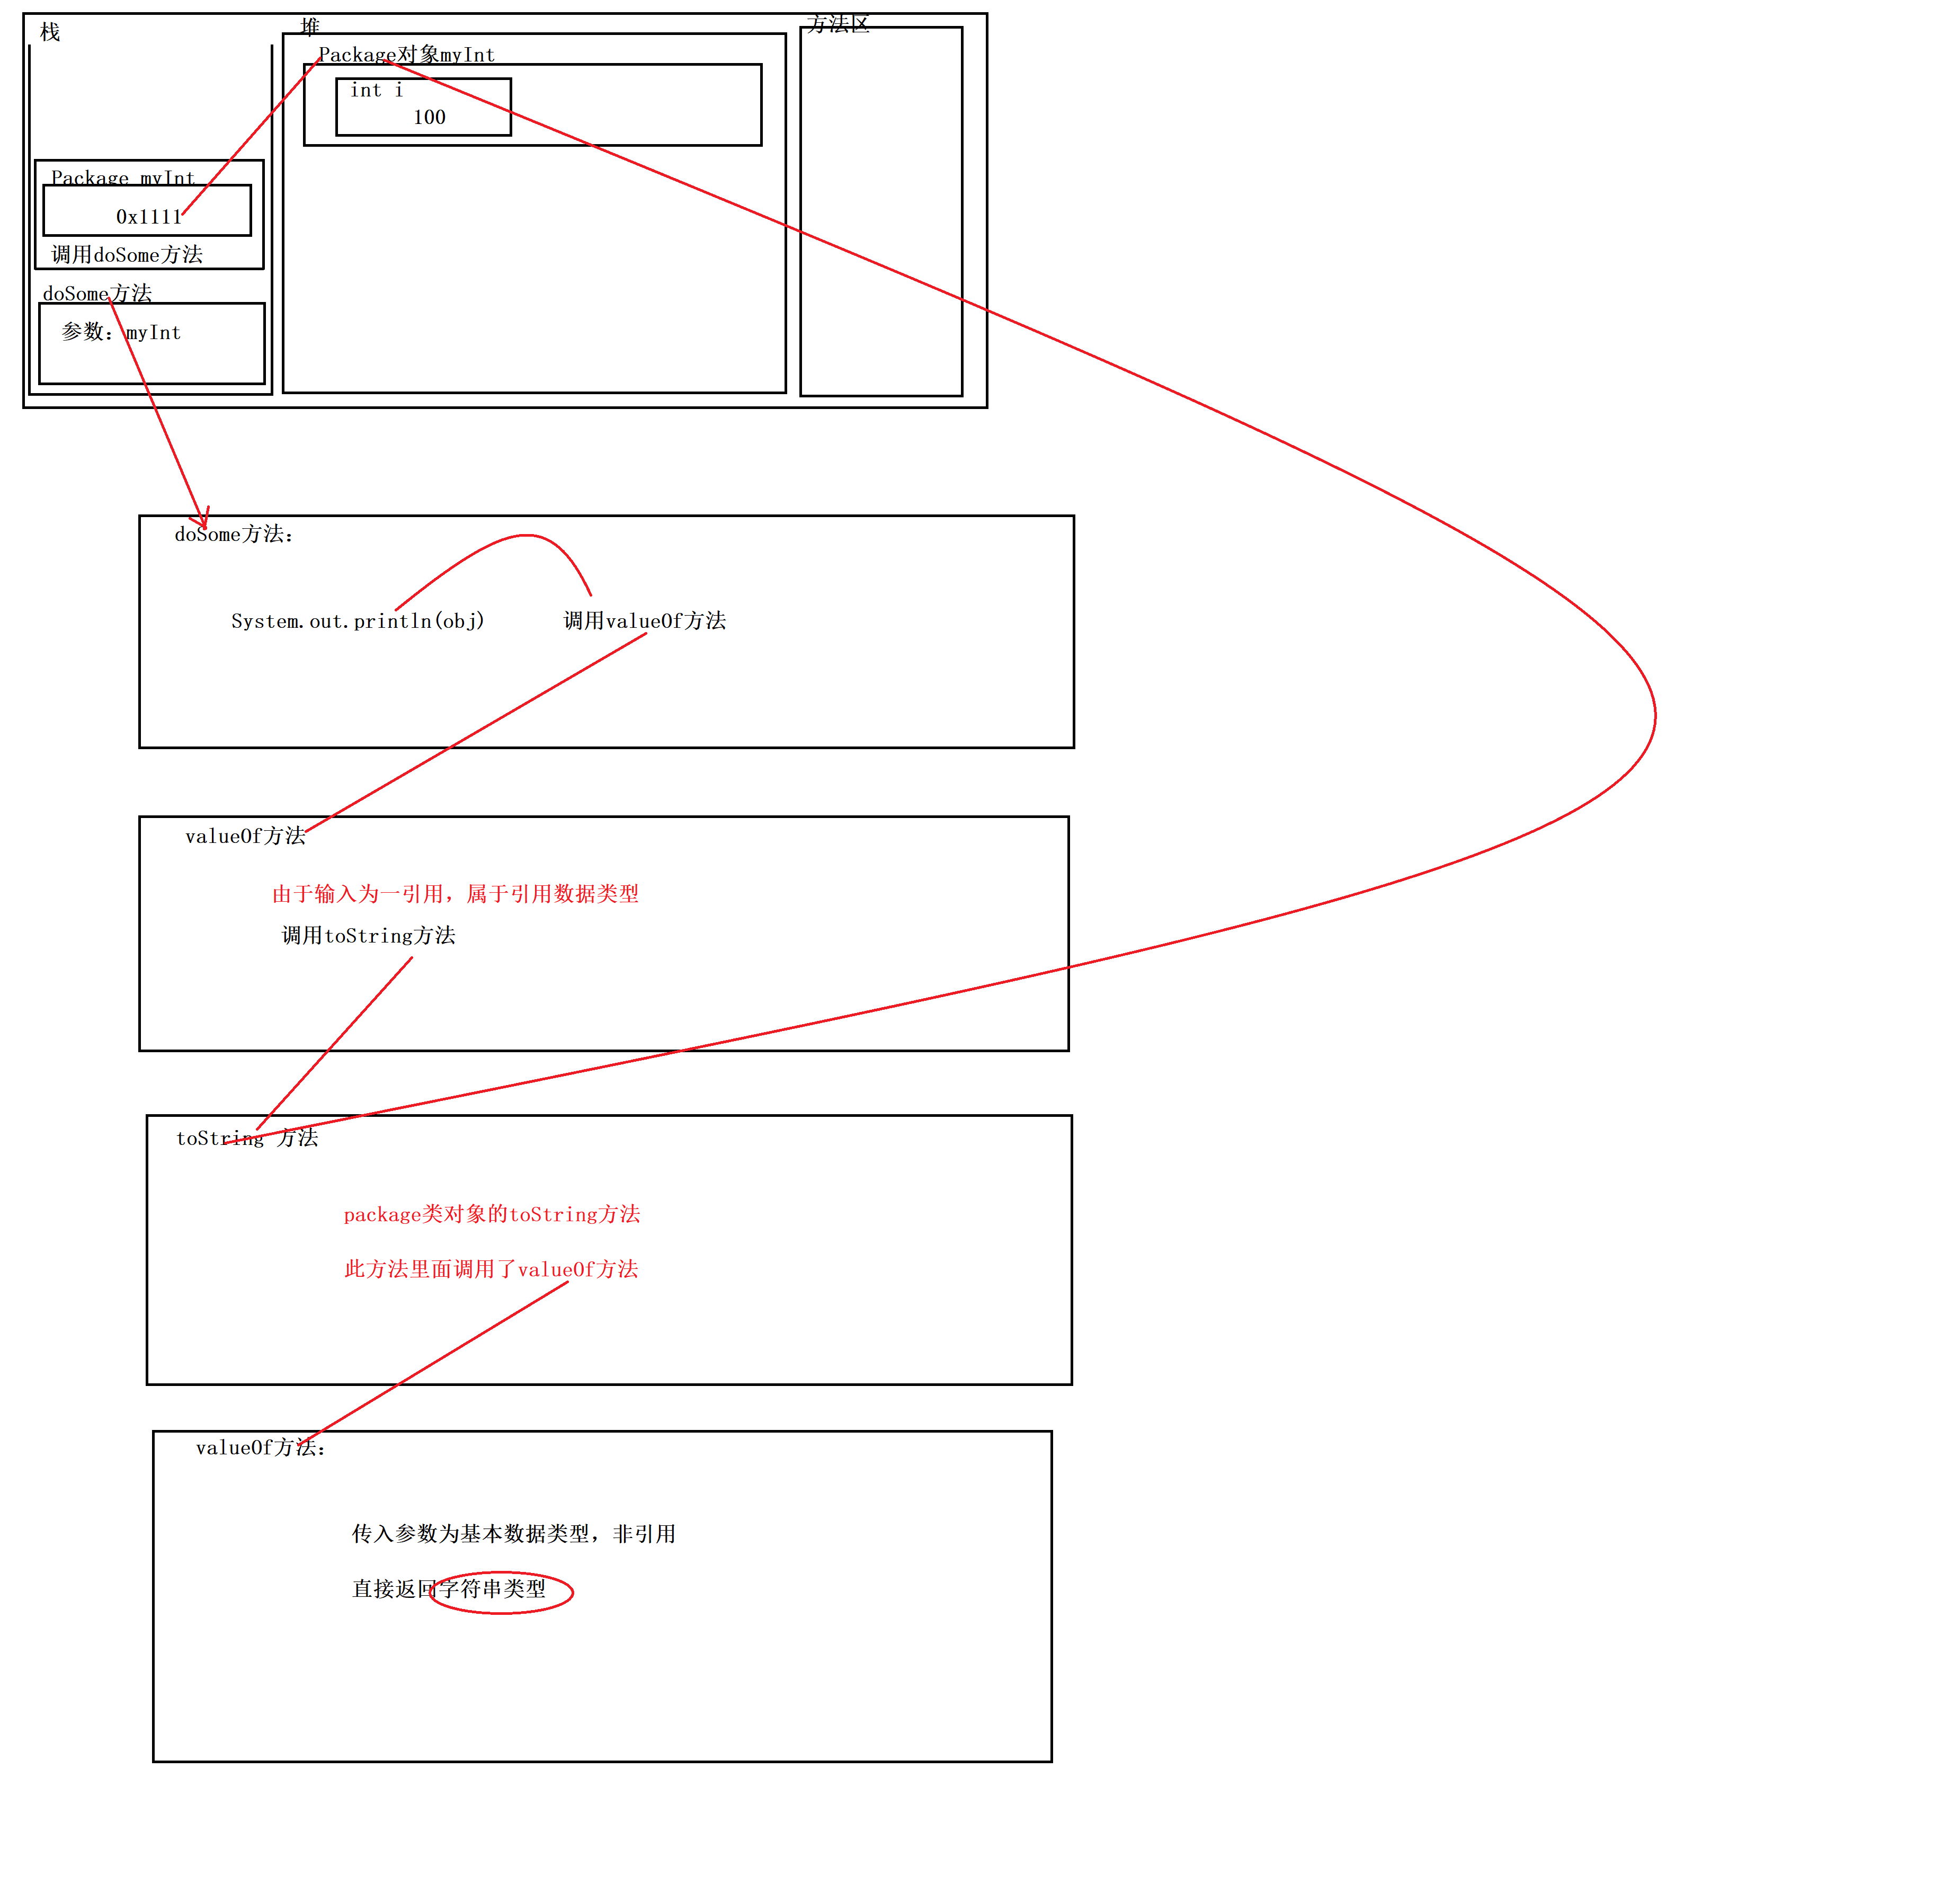 栈
堆
方法区
Package对象myInt
int i
100
Package myInt
0x1111
调用doSome方法
doSome方法
参数：myInt
doSome方法：
System.out.println(obj)
调用valueOf方法
valueOf方法
由于输入为一引用，属于引用数据类型
调用toString方法
toString 方法
package类对象的toString方法
此方法里面调用了valueOf方法
valueOf方法：
传入参数为基本数据类型，非引用
直接返回字符串类型